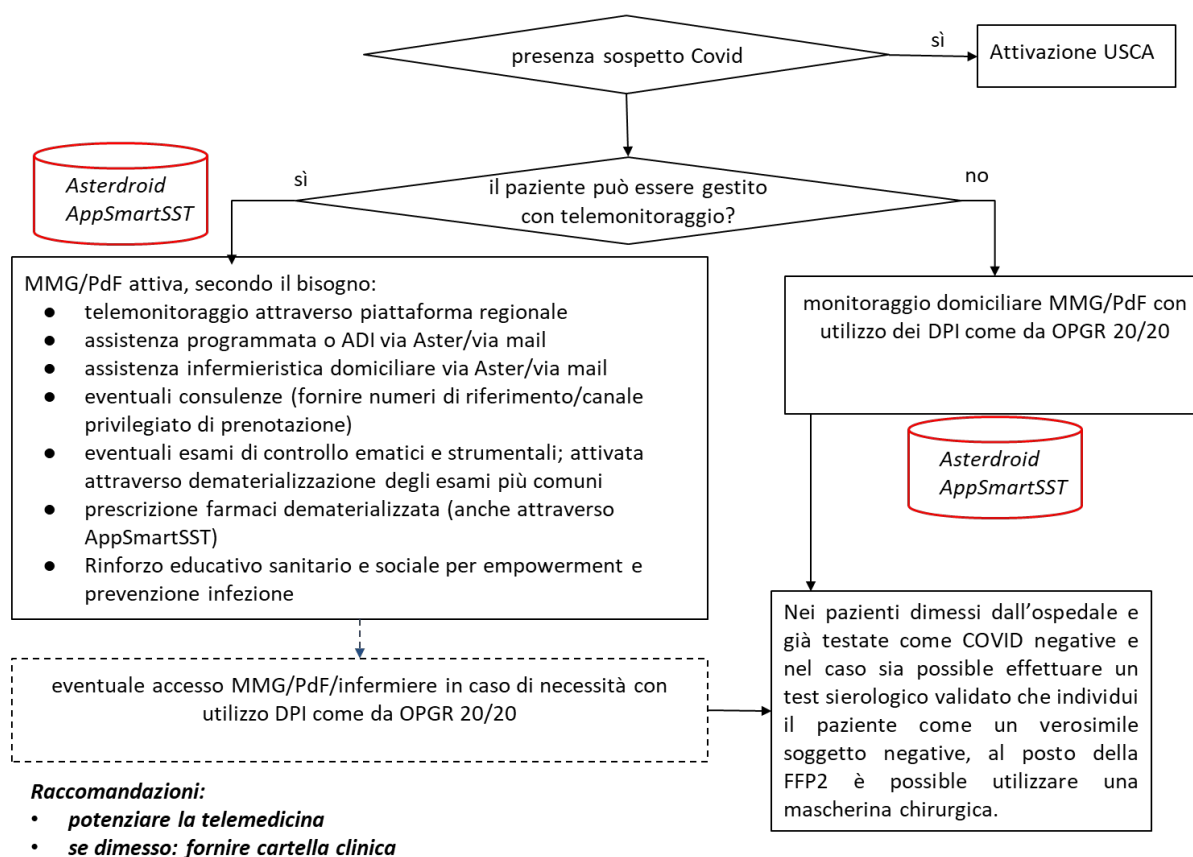 presenza sospetto Covid
sì
Attivazione USCA
Asterdroid
AppSmartSST
sì
il paziente può essere gestito
con telemonitoraggio?
no
MMG/PdF attiva, secondo il bisogno:
● telemonitoraggio attraverso piattaforma regionale
● assistenza programmata o ADI via Aster/via mail
● assistenza infermieristica domiciliare via Aster/via mail
● eventuali consulenze (fornire numeri di riferimento/canale
privilegiato di prenotazione)
● eventuali esami di controllo ematici e strumentali; attivata
attraverso dematerializzazione degli esami più comuni
● prescrizione farmaci dematerializzata (anche attraverso
AppSmartSST)
● Rinforzo educativo sanitario e sociale per empowerment e
prevenzione infezione
monitoraggio domiciliare MMG/PdF con
utilizzo dei DPI come da OPGR 20/20
Asterdroid
AppSmartSST
eventuale accesso MMG/PdF/infermiere in caso di necessità con
utilizzo DPI come da OPGR 20/20
Nei pazienti dimessi dall’ospedale e
già testate come COVID negative e
nel caso sia possible effettuare un
test sierologico validato che individui
il paziente come un verosimile
soggetto negative, al posto della
FFP2 è possible utilizzare una
mascherina chirurgica.
Raccomandazioni:
• potenziare la telemedicina
• se dimesso: fornire cartella clinica